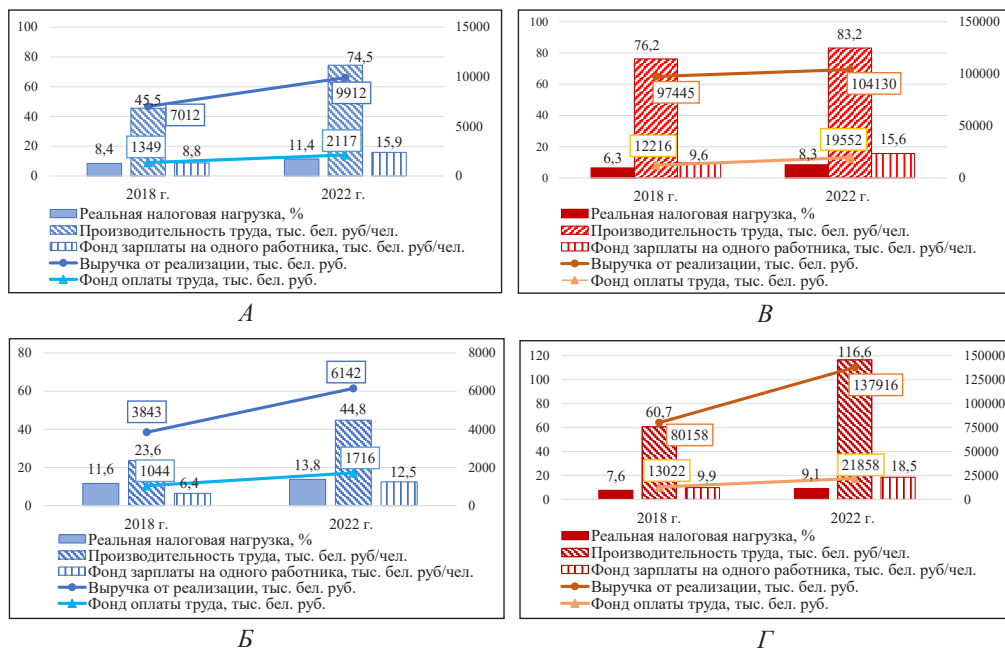 100
80
60
40
20
0
15000
10000
5000
0
45,5
7012
1349
8,4
8,8
74,5
9912
2117
11,4
15,9
2018 г.
2022 г.
Реальная налоговая нагрузка, %
Производительность труда, тыс. бел. руб/чел.
Фонд зарплаты на одного работника, тыс. бел. руб/чел.
Выручка от реализации, тыс. бел. руб.
Фонд оплаты труда, тыс. бел. руб.
А
100
80
60
40
20
0
150000
100000
50000
0
76,2
97445
12216
6,3
9,6
83,2
104130
19552
8,3
15,6
2018 г.
2022 г.
Реальная налоговая нагрузка, %
Производительность труда, тыс. бел. руб/чел.
Фонд зарплаты на одного работника, тыс. бел. руб/чел.
Выручка от реализации, тыс. бел. руб.
Фонд оплаты труда, тыс. бел. руб.
В
80
60
40
20
0
8000
6000
4000
2000
0
3843
23,6
11,6
1044
6,4
6142
44,8
13,8
1716
12,5
2018 г.
2022 г.
Реальная налоговая нагрузка, %
Производительность труда, тыс. бел. руб/чел.
Фонд зарплаты на одного работника, тыс. бел. руб/чел.
Выручка от реализации, тыс. бел. руб.
Фонд оплаты труда, тыс. бел. руб.
Б
120
100
80
60
40
20
0
150000
125000
100000
75000
50000
25000
0
60,7
80158
13022
7,6
9,9
116,6
137916
21858
9,1
18,5
2018 г.
2022 г.
Реальная налоговая нагрузка, %
Производительность труда, тыс. бел. руб/чел.
Фонд зарплаты на одного работника, тыс. бел. руб/чел.
Выручка от реализации, тыс. бел. руб.
Фонд оплаты труда, тыс. бел. руб.
Г